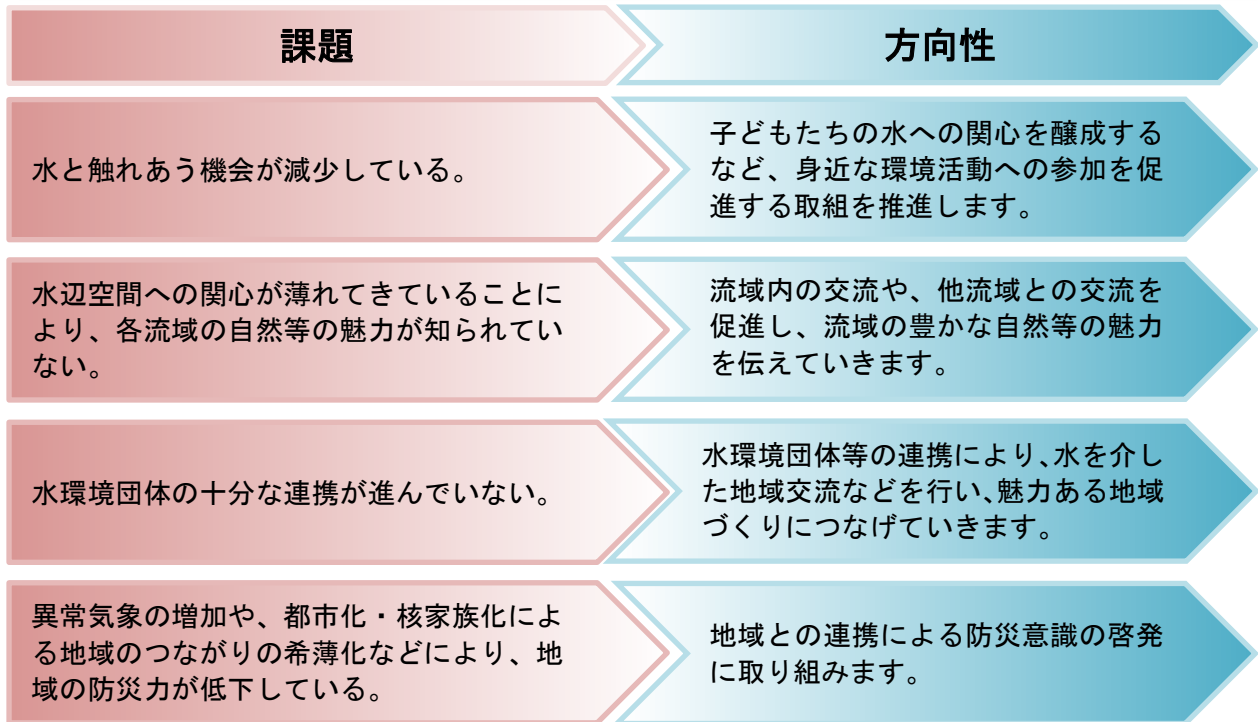 課題
方向性
水と触れあう機会が減少している。
子どもたちの水への関心を醸成する
など、身近な環境活動への参加を促
進する取組を推進します。
水辺空間への関心が薄れてきていることに
より、各流域の自然等の魅力が知られてい
ない。
流域内の交流や、他流域との交流を
促進し、流域の豊かな自然等の魅力
を伝えていきます。
水環境団体の十分な連携が進んでいない。
水環境団体等の連携により、水を介し
た地域交流などを行い、魅力ある地域
づくりにつなげていきます。
異常気象の増加や、都市化・核家族化によ
る地域のつながりの希薄化などにより、地
域の防災力が低下している。
地域との連携による防災意識の啓発
に取り組みます。